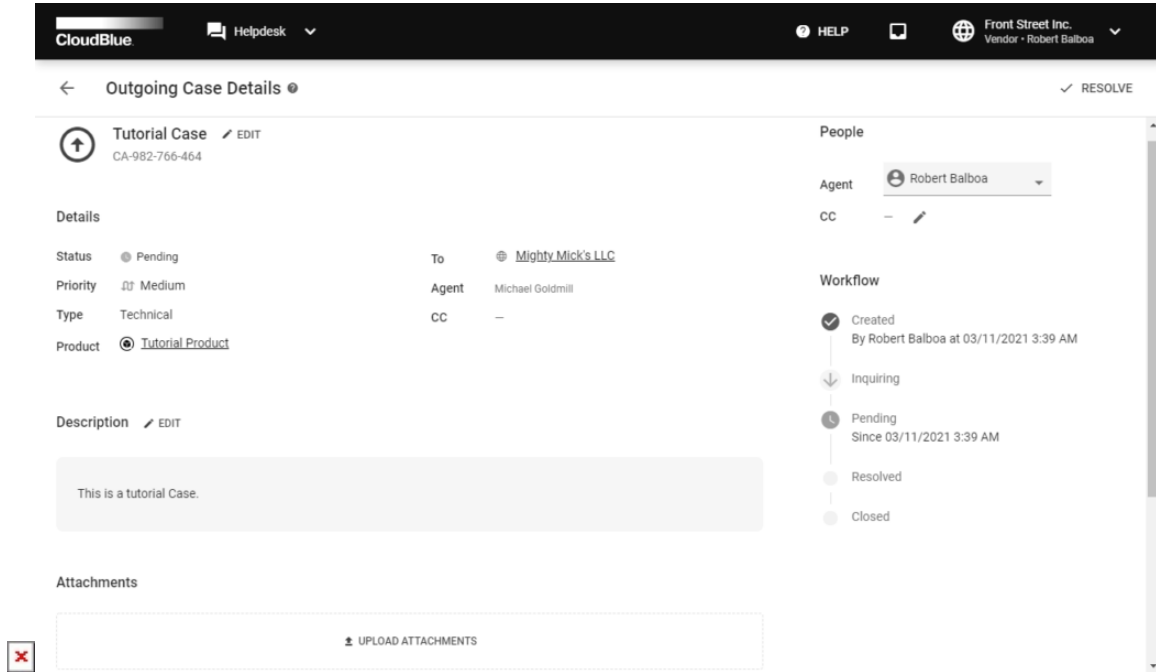 CloudBlue
Helpdesk
HELP
Front Street Inc.
Vendor • Robert Balboa
Outgoing Case Details
RESOLVE
Tutorial Case
EDIT
CA-982-766-464
Details
Status
Pending
To
Mighty Mick's LLC
Priority
Medium
Agent
Michael Goldmill
Type
Technical
CC
–
Product
Tutorial Product
Description
EDIT
This is a tutorial Case.
Attachments
UPLOAD ATTACHMENTS
People
Agent
Robert Balboa
CC
–
Workflow
Created
By Robert Balboa at 03/11/2021 3:39 AM
Inquiring
Pending
Since 03/11/2021 3:39 AM
Resolved
Closed